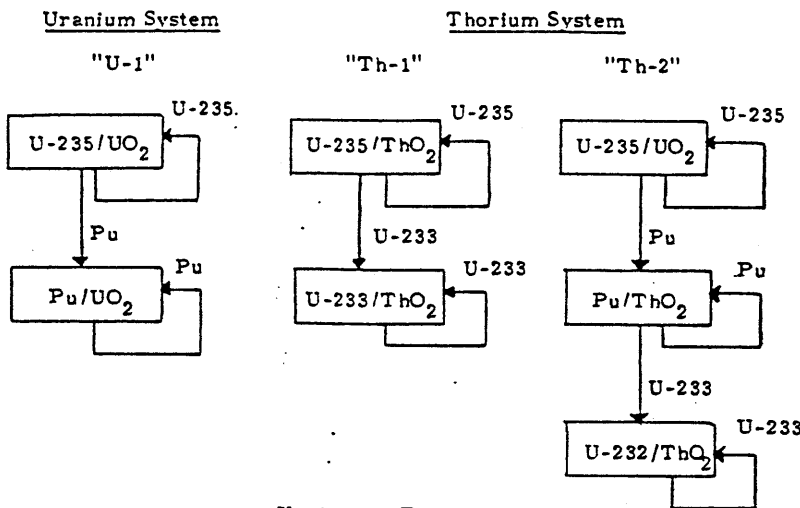 Uranium System
Thorium System
"U-1"
"Th-1"
"Th-2"
U-235.
U-235/UO2
Pu
Pu
Pu/UO2
U-235
U-235/ThO2
U-233
U-233
U-233/ThO2
U-235
U-235/UO2
Pu
Pu
Pu/ThO2
U-233
U-233
U-232/ThO2